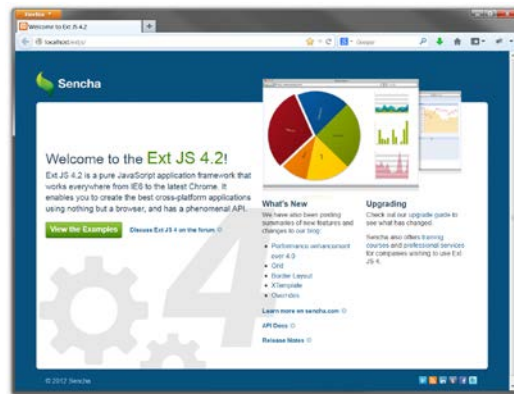 Firefox
Welcome to Ext JS 4.2
localhost/extjs/
Google
Sencha
Welcome to the Ext JS 4.2!
Ext JS 4.2 is a pure JavaScript application framework that
works everywhere from IE6 to the latest Chrome. It
enables you to create the best cross-platform applications
using nothing but a browser, and has a phenomenal API.
View the Examples
Discuss Ext JS 4 on the forum
What's New
We have also been posting
summaries of new features and
changes to our blog:
Performance enhancement
over 4.0
Grid
Border Layout
XTemplate
Overrides
Learn more on sencha.com
API Docs
Release Notes
Upgrading
Check out our upgrade guide to
see what has changed.
Sencha also offers training
courses and professional services
for companies wishing to use Ext
JS 4.
4
© 2012 Sencha